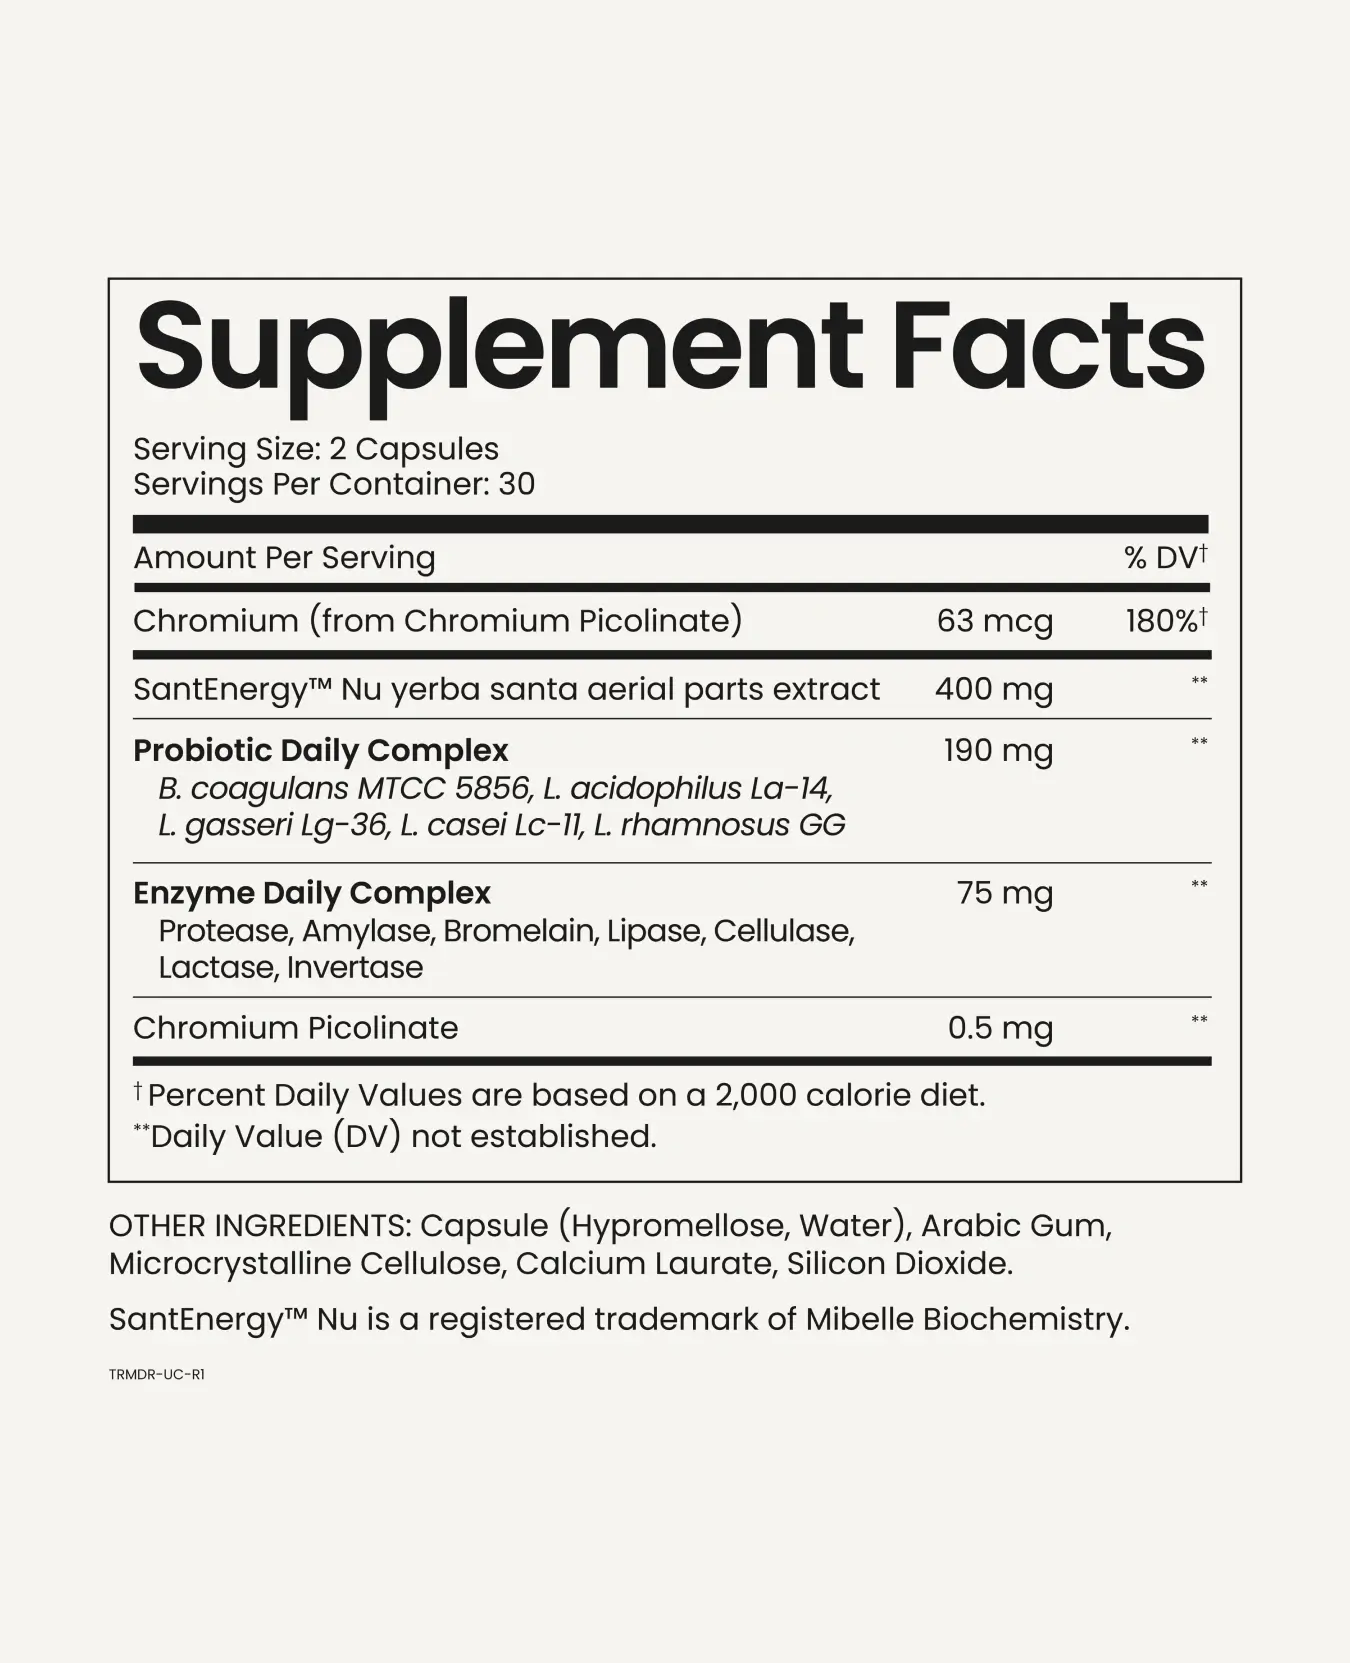 Supplement Facts
Serving Size: 2 Capsules
Servings Per Container: 30
Amount Per Serving % DV†
Chromium (from Chromium Picolinate) 63 mcg 180%†
SantEnergy™ Nu yerba santa aerial parts extract 400 mg **
Probiotic Daily Complex 190 mg **
B. coagulans MTCC 5856, L. acidophilus La-14,
L. gasseri Lg-36, L. casei Lc-11, L. rhamnosus GG
Enzyme Daily Complex 75 mg **
Protease, Amylase, Bromelain, Lipase, Cellulase,
Lactase, Invertase
Chromium Picolinate 0.5 mg **
† Percent Daily Values are based on a 2,000 calorie diet.
**Daily Value (DV) not established.
OTHER INGREDIENTS: Capsule (Hypromellose, Water), Arabic Gum,
Microcrystalline Cellulose, Calcium Laurate, Silicon Dioxide.
SantEnergy™ Nu is a registered trademark of Mibelle Biochemistry.
TRMDR-UC-R1